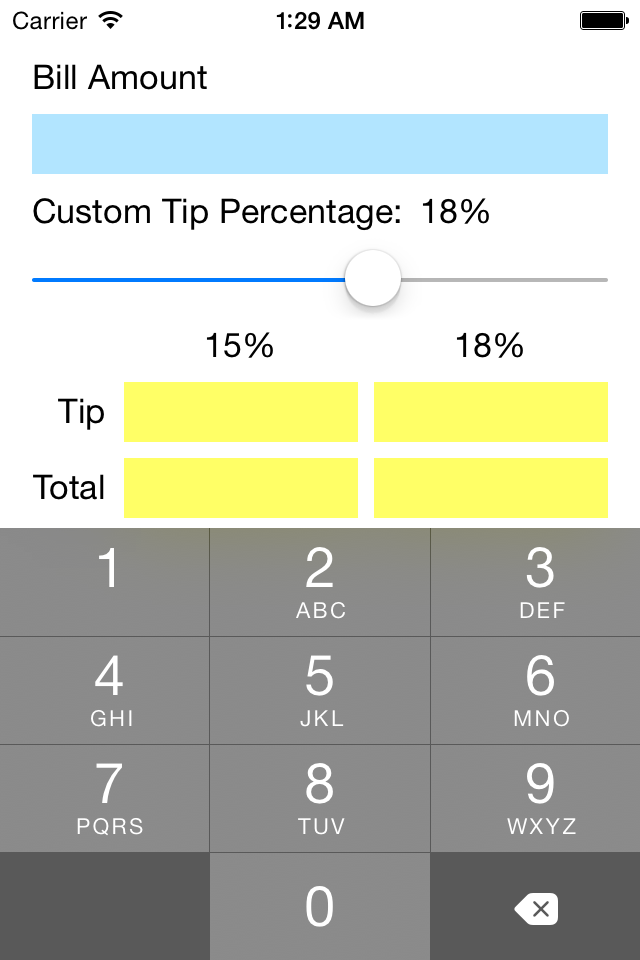 Carrier 1:29 AM
Bill Amount
Custom Tip Percentage: 18%
15% 18%
Tip
Total
1 2 3
ABC DEF
4 5 6
GHI JKL MNO
7 8 9
PQRS TUV WXYZ
0